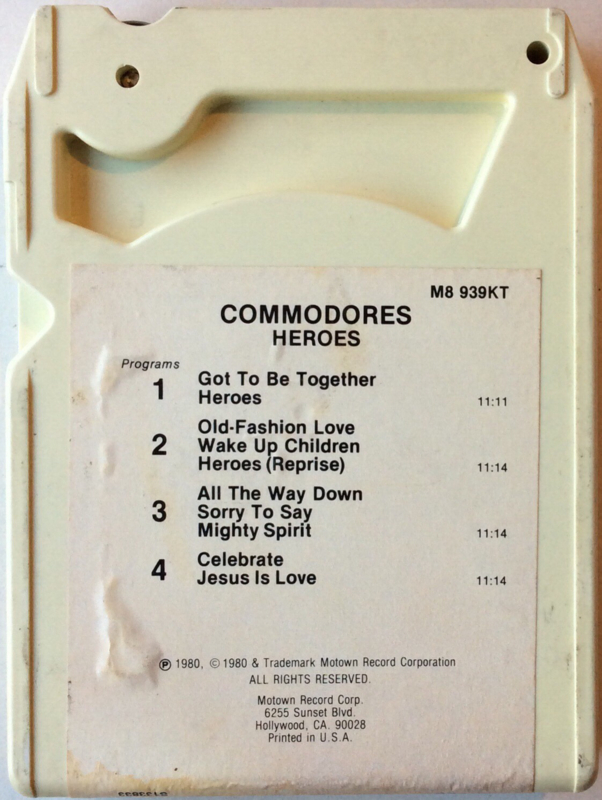 M8 939KT
COMMODORES
HEROES
Programs
1 Got To Be Together
Heroes 11:11
2 Old-Fashion Love
Wake Up Children
Heroes (Reprise) 11:14
3 All The Way Down
Sorry To Say
Mighty Spirit 11:14
4 Celebrate
Jesus Is Love 11:14
℗ 1980, © 1980 & Trademark Motown Record Corporation
ALL RIGHTS RESERVED.
Motown Record Corp.
6255 Sunset Blvd.
Hollywood, CA. 90028
Printed in U.S.A.